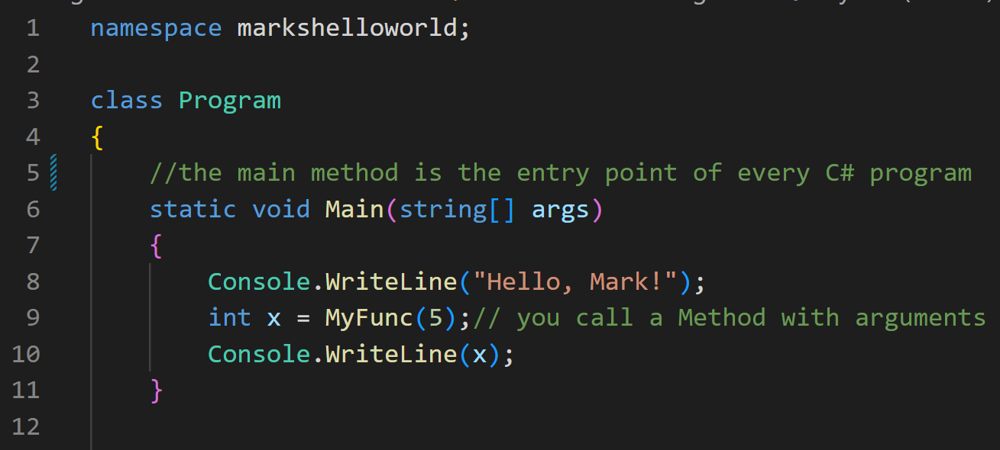 1 namespace markshelloworld;
2
3 class Program
4 {
5 //the main method is the entry point of every C# program
6 static void Main(string[] args)
7 {
8 Console.WriteLine("Hello, Mark!");
9 int x = MyFunc(5);// you call a Method with arguments
10 Console.WriteLine(x);
11 }
12